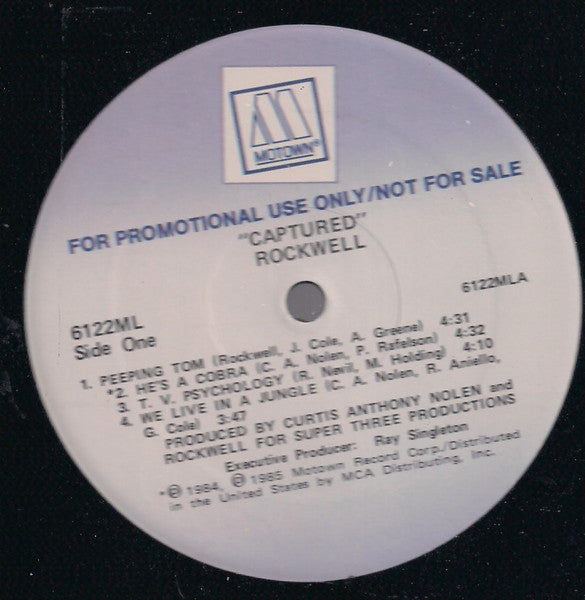 MOTOWN®
FOR PROMOTIONAL USE ONLY/NOT FOR SALE
"CAPTURED"
ROCKWELL
6122ML
6122MLA
Side One
1. PEEPING TOM (Rockwell, J. Cole, A. Greene) 4:31
*2. HE'S A COBRA (C. A. Nolen, P. Rafelson) 4:32
3. T. V. PSYCHOLOGY (R. Nevil, M. Holding) 4:10
4. WE LIVE IN A JUNGLE (C. A. Nolen, R. Aniello,
G. Cole) 3:47
PRODUCED BY CURTIS ANTHONY NOLEN and
ROCKWELL FOR SUPER THREE PRODUCTIONS
Executive Producer: Ray Singleton
*℗ 1984, ℗ 1985 Motown Record Corp./Distributed
in the United States by MCA Distributing, Inc.